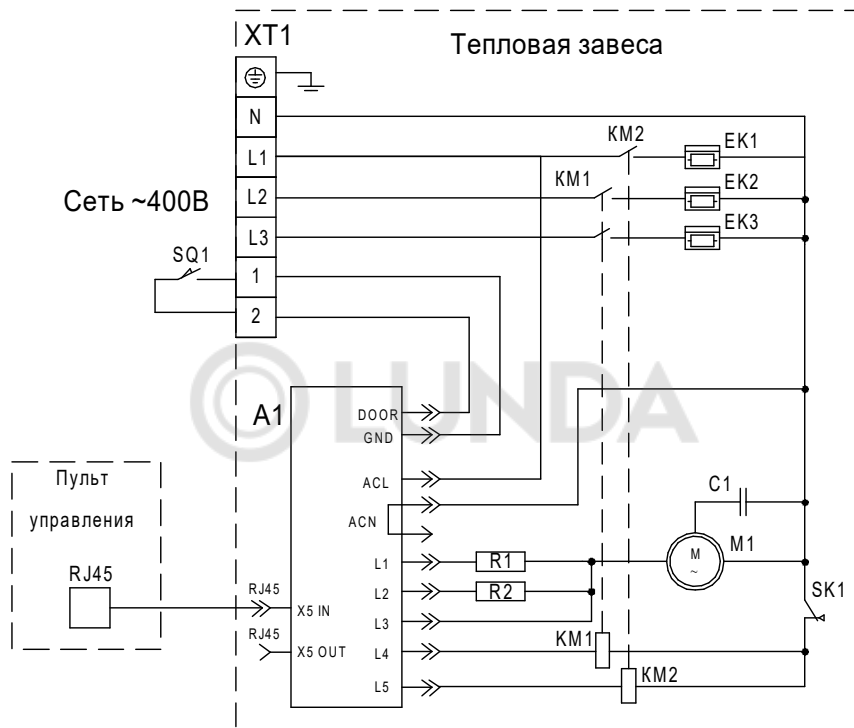 XT1
Тепловая завеса
N
L1
L2
L3
1
2
Сеть ~400В
SQ1
KM2
EK1
KM1
EK2
EK3
LUNDA
A1
DOOR
GND
ACL
ACN
L1
L2
L3
L4
L5
X5 IN
X5 OUT
RJ45
RJ45
Пульт
управления
RJ45
R1
R2
C1
M
~
M1
SK1
KM1
KM2